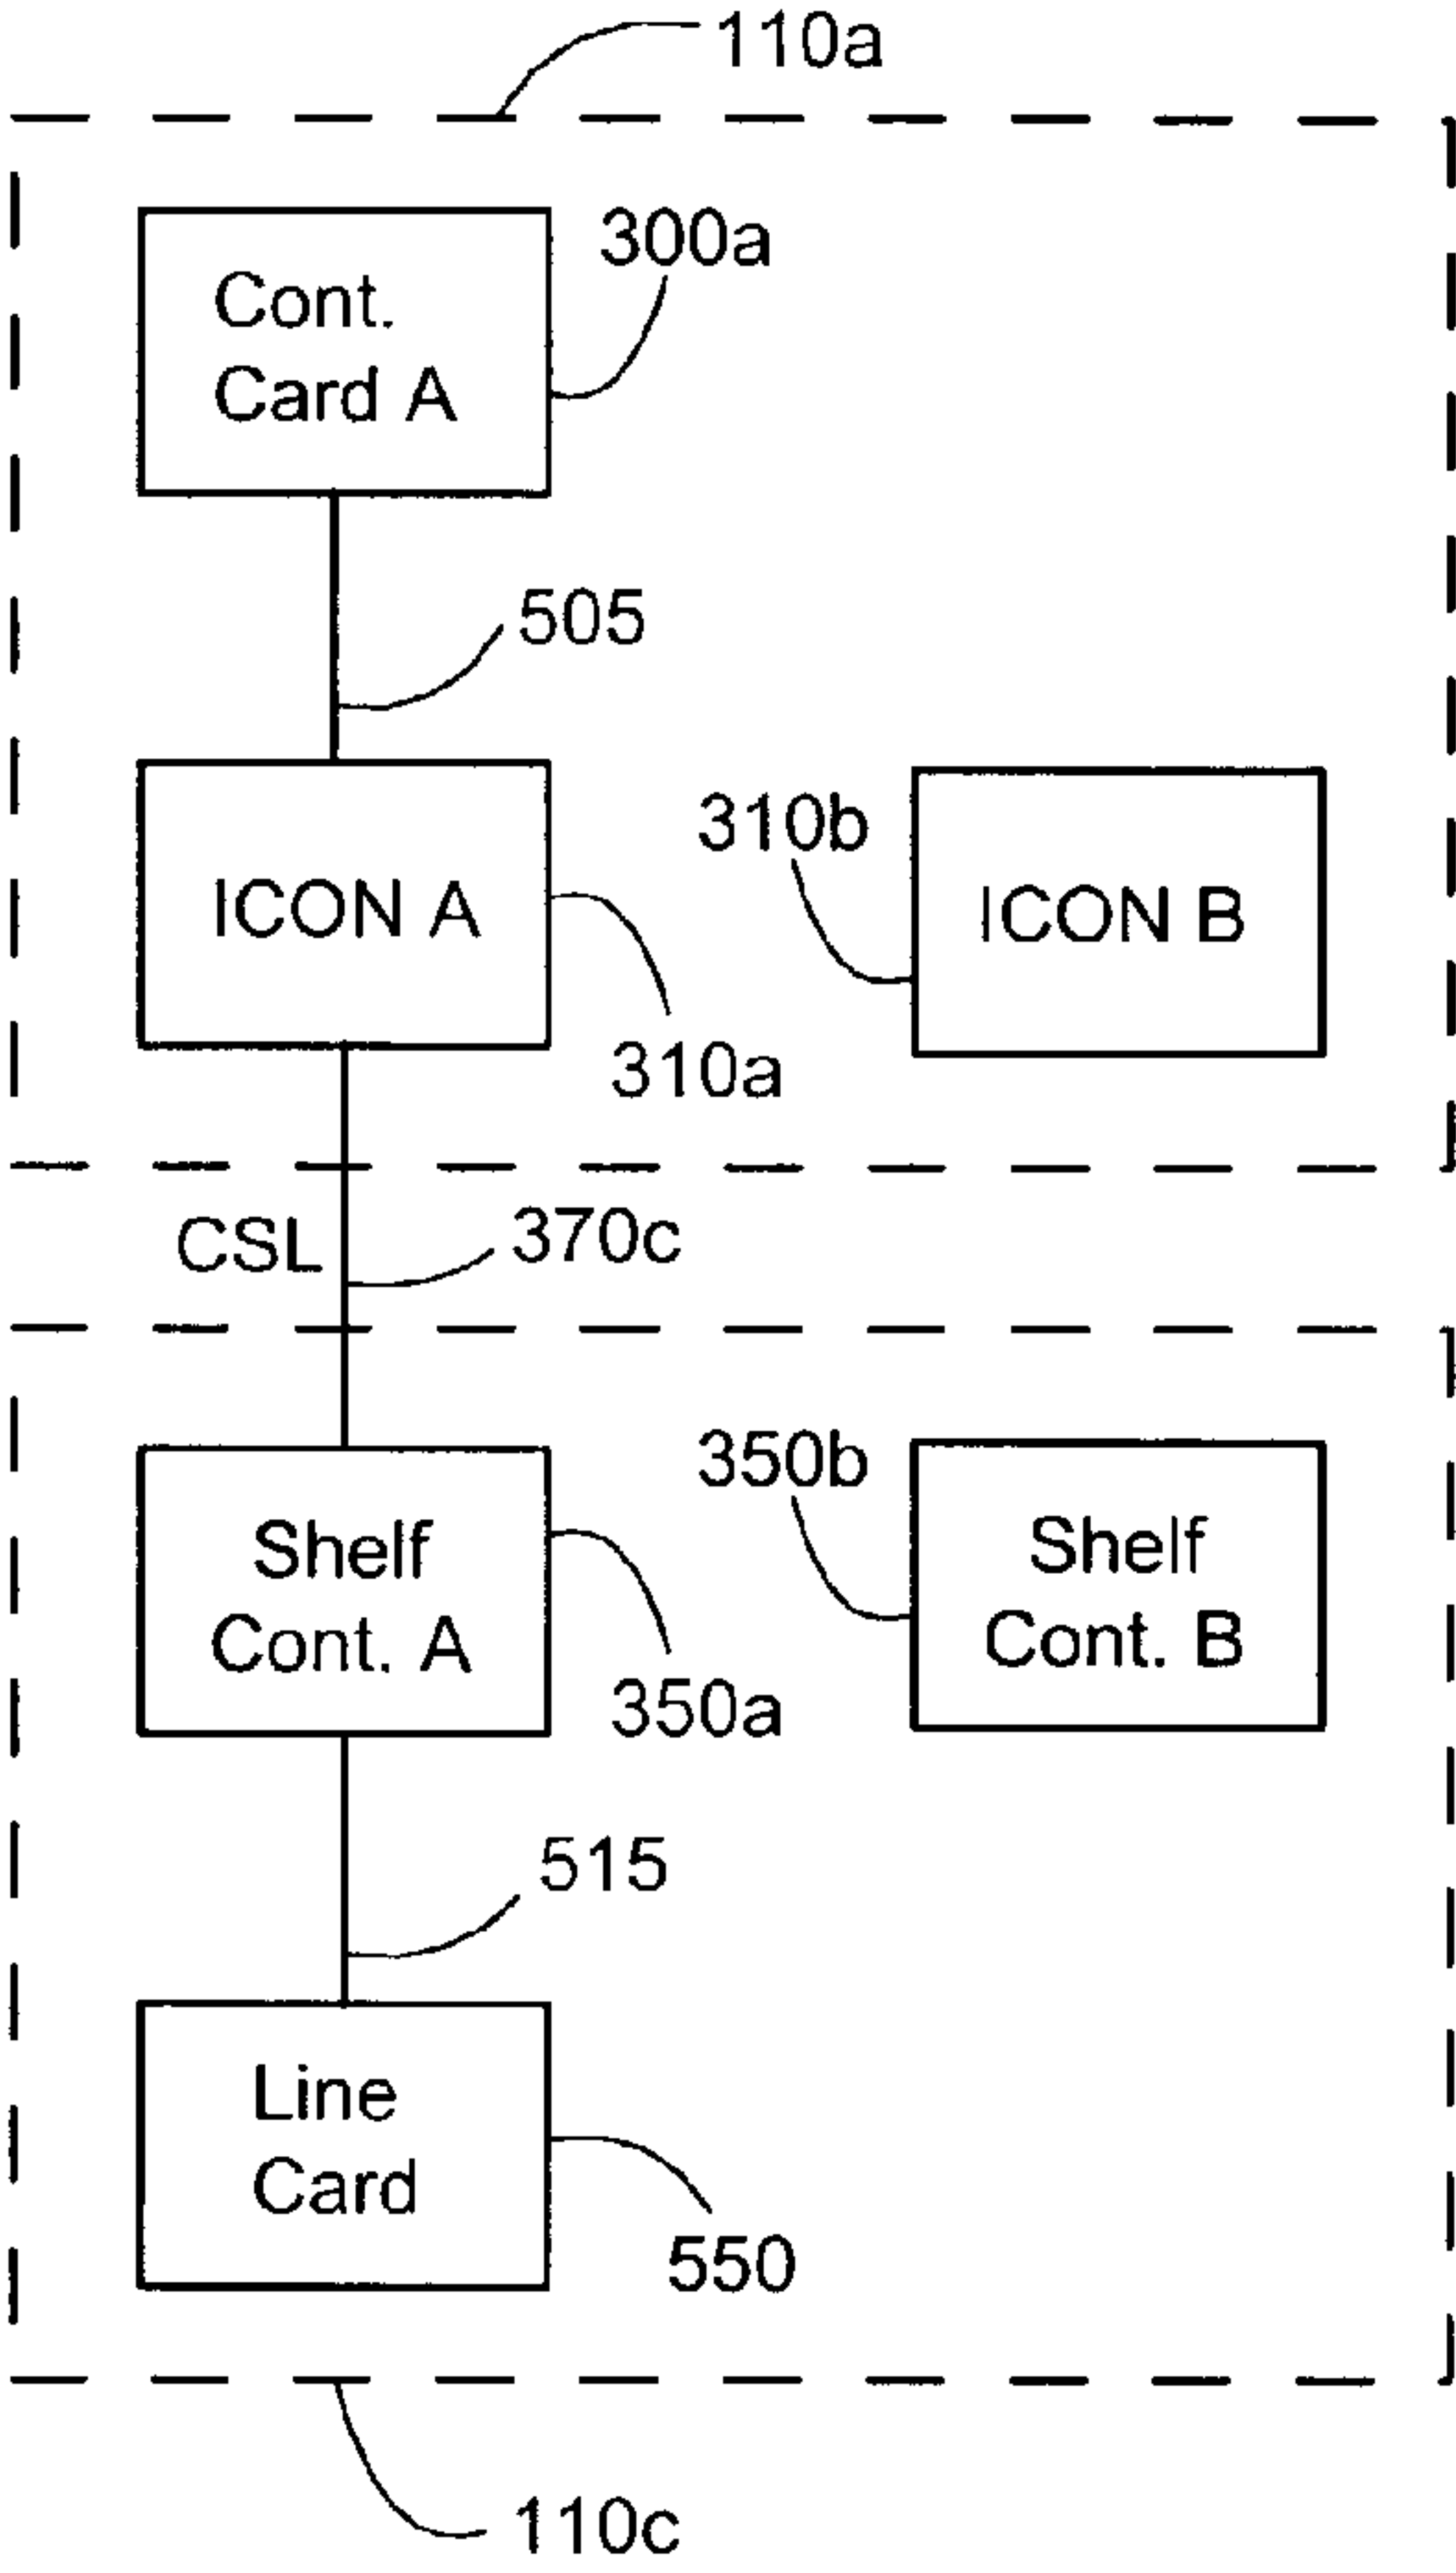 110a
300a
Cont.
Card A
505
310b
ICON A
ICON B
310a
CSL
370c
350b
Shelf
Cont. A
Shelf
Cont. B
350a
515
Line
Card
550
110c